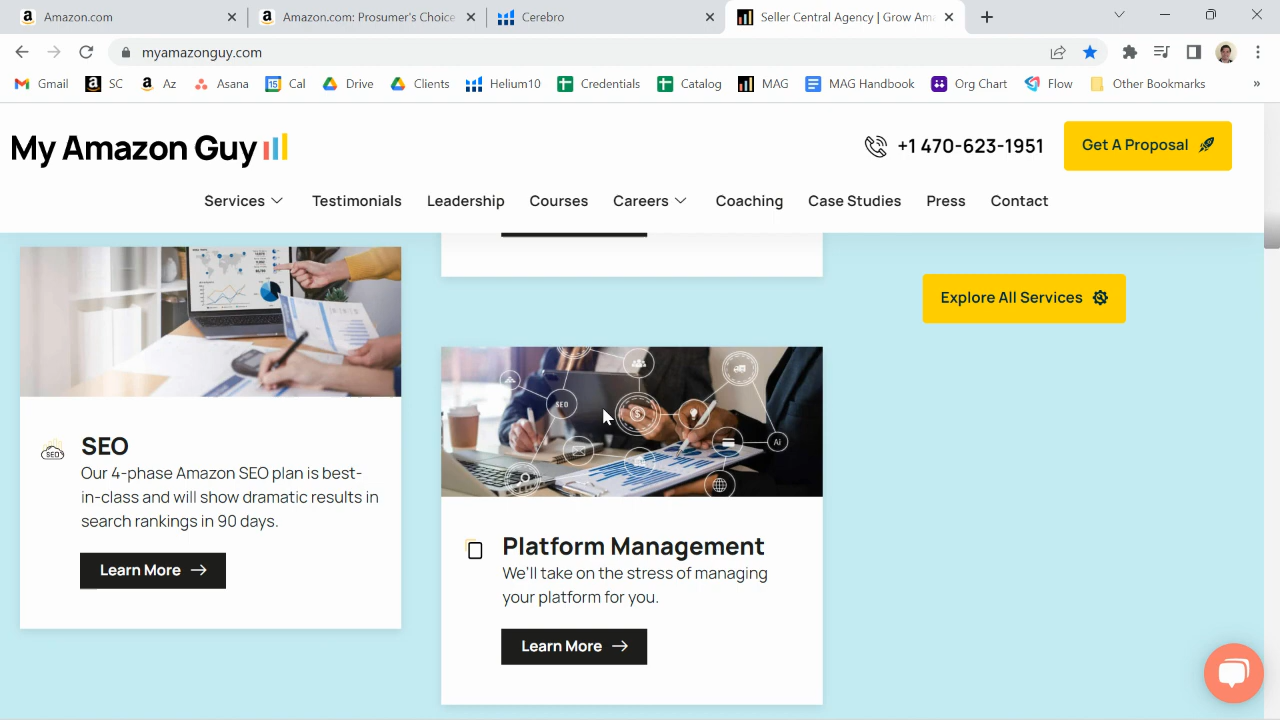 Amazon.com
Amazon.com: Prosumer's Choice
Cerebro
Seller Central Agency | Grow Am
myamazonguy.com
Gmail
SC
Az
Asana
Cal
Drive
Clients
Helium10
Credentials
Catalog
MAG
MAG Handbook
Org Chart
Flow
Other Bookmarks
»
My Amazon Guy
+1 470-623-1951
Get A Proposal
Services
Testimonials
Leadership
Courses
Careers
Coaching
Case Studies
Press
Contact
Explore All Services
SEO
$
Ai
SEO
SEO
Our 4-phase Amazon SEO plan is best-
in-class and will show dramatic results in
search rankings in 90 days.
Learn More
Platform Management
We'll take on the stress of managing
your platform for you.
Learn More